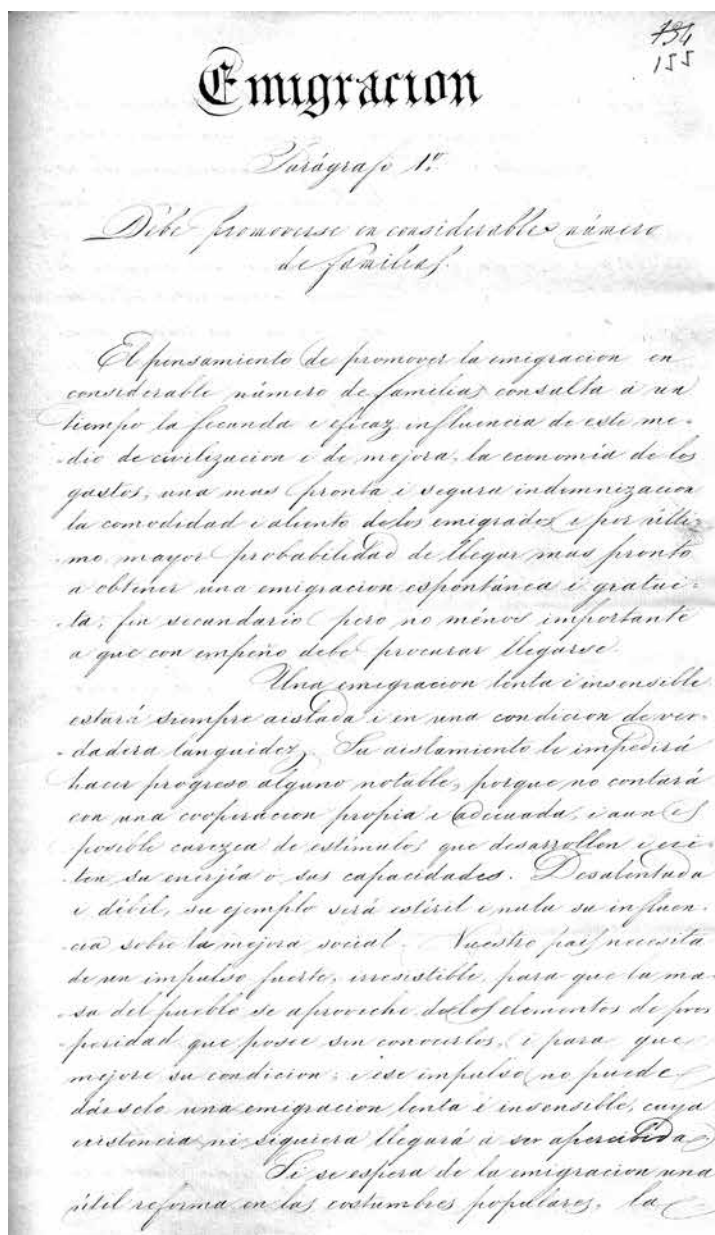 134
155
Emigracion
Parágrafo 1º
Debe promoverse en considerable número
de familias.
El pensamiento de promover la emigracion en
considerable número de familias, consulta a un
tiempo la fecunda i eficaz influencia de este me-
-dio de civilizacion i de mejora, la economía de los
gastos, una mas pronta i segura indemnizacion
la comodidad i aliento de los emigrados i por últi-
mo, mayor probabilidad de llegar mas pronto
a obtener una emigracion espontánea i gratui-
-ta; fin secundario pero no ménos importante
a que con empeño debe procurar llegarse.
Una emigracion lenta i insensible
estará siempre aislada i en una condicion de ver-
-dadera languidez. Su aislamiento le impedirá
hacer progreso alguno notable, porque no contará
con una cooperacion propia i adecuada, i aun es
posible carezca de estímulos que desarrollen i esci-
-ten su enerjía o sus capacidades. Desalentada
i débil, su ejemplo será estéril i nula su influen-
cia sobre la mejora social. Nuestro pais necesita
de un impulso fuerte, irresistible, para que la ma-
-sa del pueblo se aproveche de los elementos de pros
peridad que posee sin conocerlos, i para que
mejore su condicion; i ese impulso no puede
dárselo una emigracion lenta i insensible, cuya
existencia ni siquiera llegará a ser apercibida.
Si se espera de la emigracion una
útil reforma en las costumbres populares, la